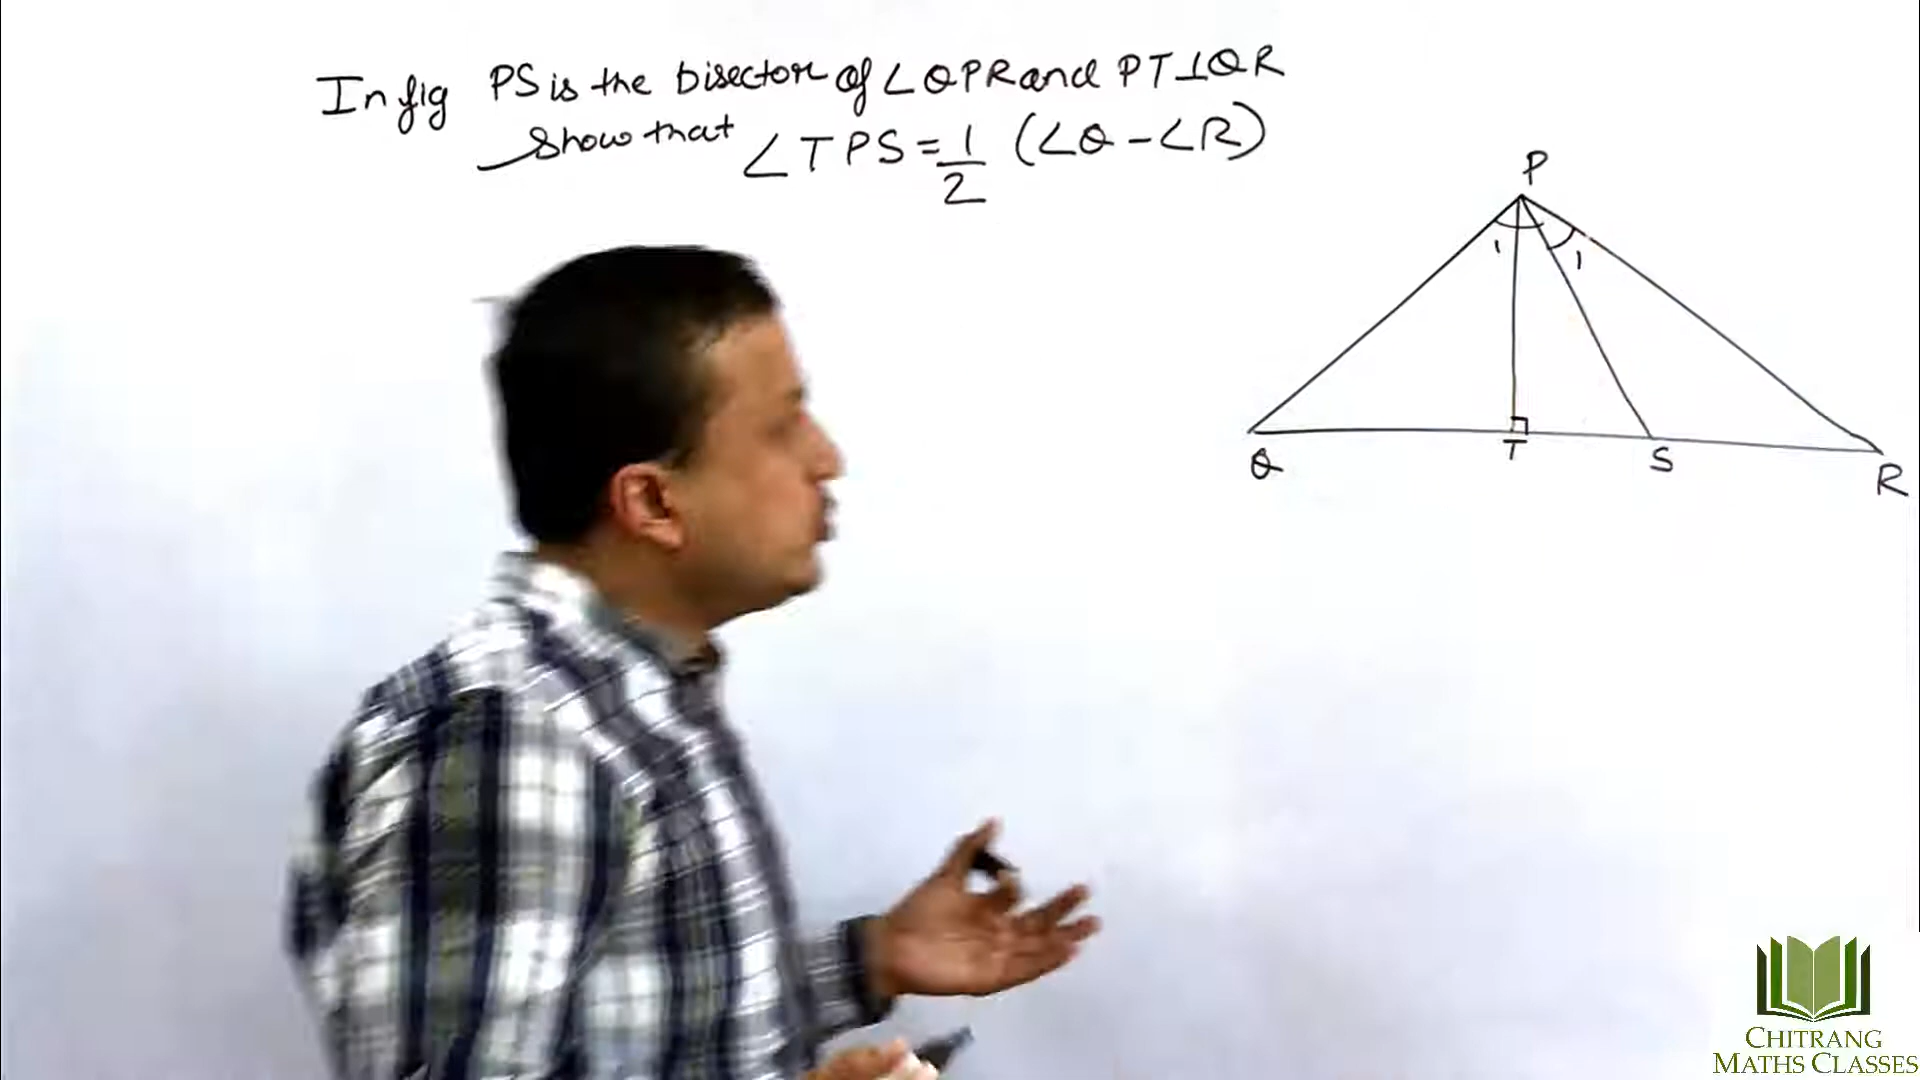 In fig PS is the bisector of ∠QPR and PT⊥QR
show that ∠TPS = 1/2 (∠Q - ∠R)
P
1 1
Q T S R
CHITRANG
MATHS CLASSES